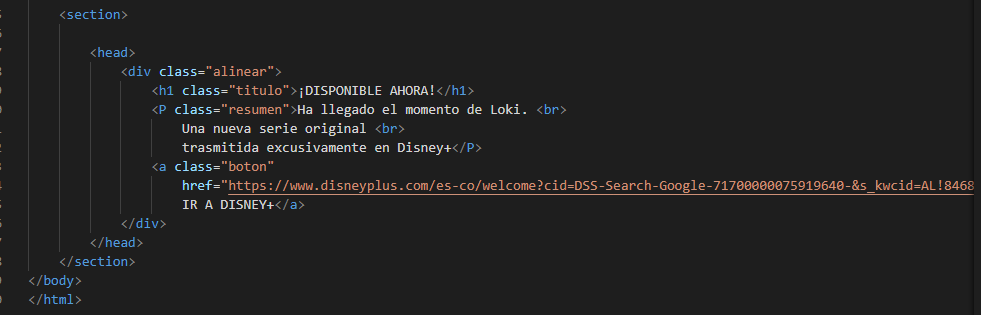 <section>
<head>
<div class="alinear">
<h1 class="titulo">¡DISPONIBLE AHORA!</h1>
<P class="resumen">Ha llegado el momento de Loki. <br>
Una nueva serie original <br>
trasmitida excusivamente en Disney+</P>
<a class="boton"
href="https://www.disneyplus.com/es-co/welcome?cid=DSS-Search-Google-71700000075919640-&s_kwcid=AL!8468
IR A DISNEY+</a>
</div>
</head>
</section>
</body>
</html>